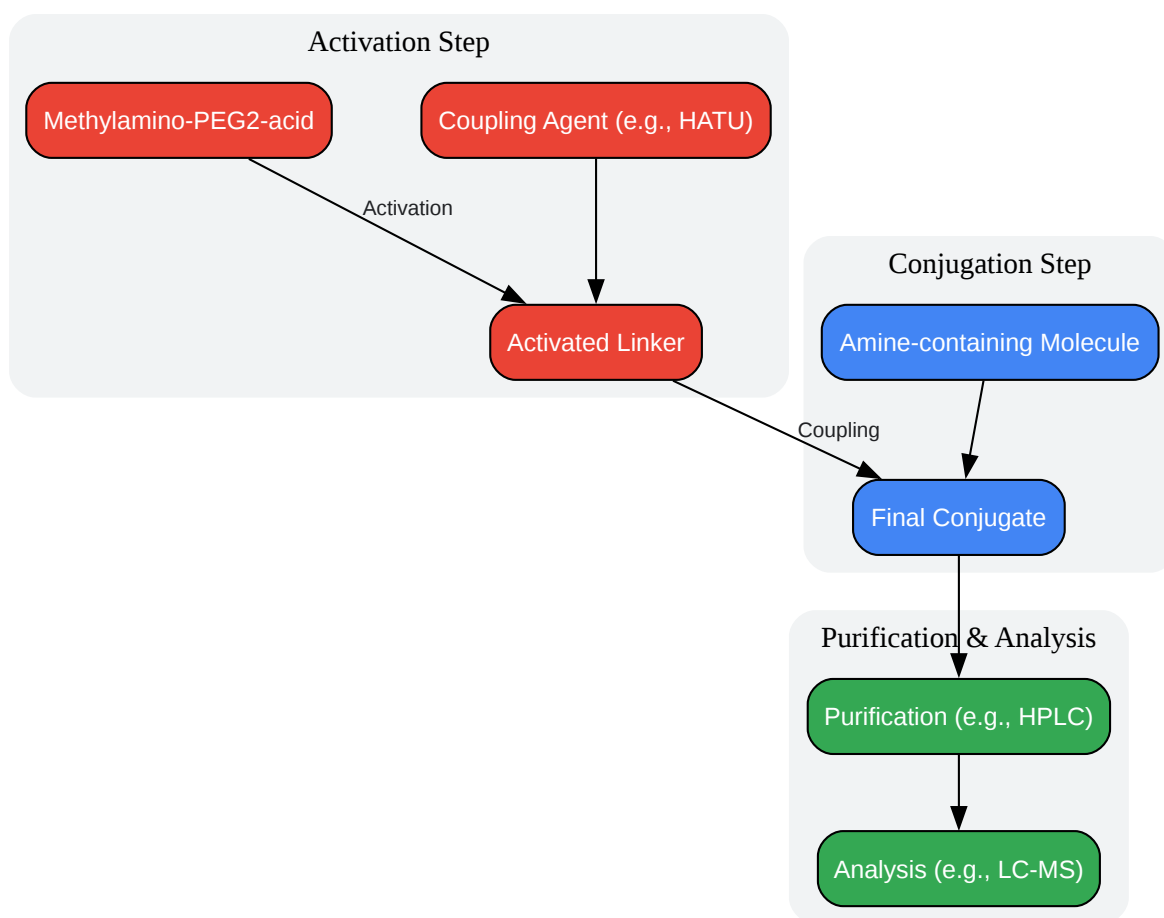 Activation Step
Methylamino-PEG2-acid
Coupling Agent (e.g., HATU)
Activation
Activated Linker
Conjugation Step
Amine-containing Molecule
Coupling
Final Conjugate
Purification & Analysis
Purification (e.g., HPLC)
Analysis (e.g., LC-MS)